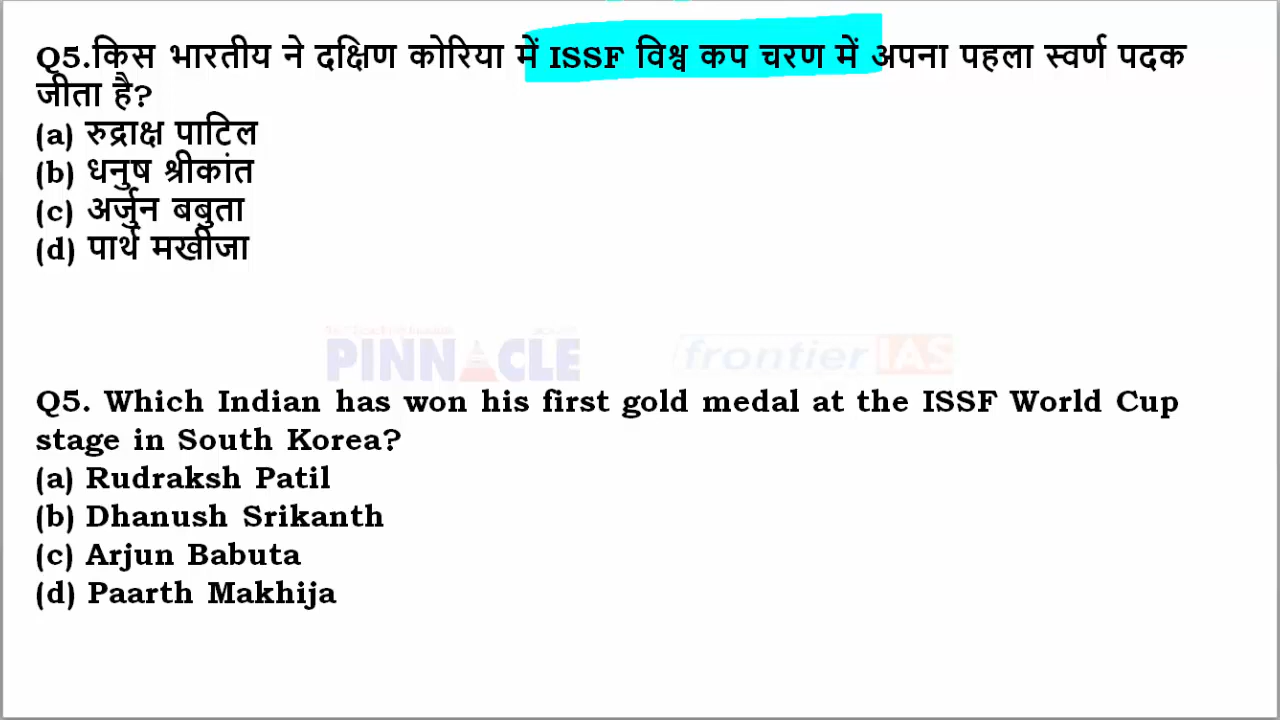 Q5.किस भारतीय ने दक्षिण कोरिया में ISSF विश्व कप चरण में अपना पहला स्वर्ण पदक
जीता है?
(a) रुद्राक्ष पाटिल
(b) धनुष श्रीकांत
(c) अर्जुन बबुता
(d) पार्थ मखीजा
PINNACLE frontier IAS
Q5. Which Indian has won his first gold medal at the ISSF World Cup
stage in South Korea?
(a) Rudraksh Patil
(b) Dhanush Srikanth
(c) Arjun Babuta
(d) Paarth Makhija